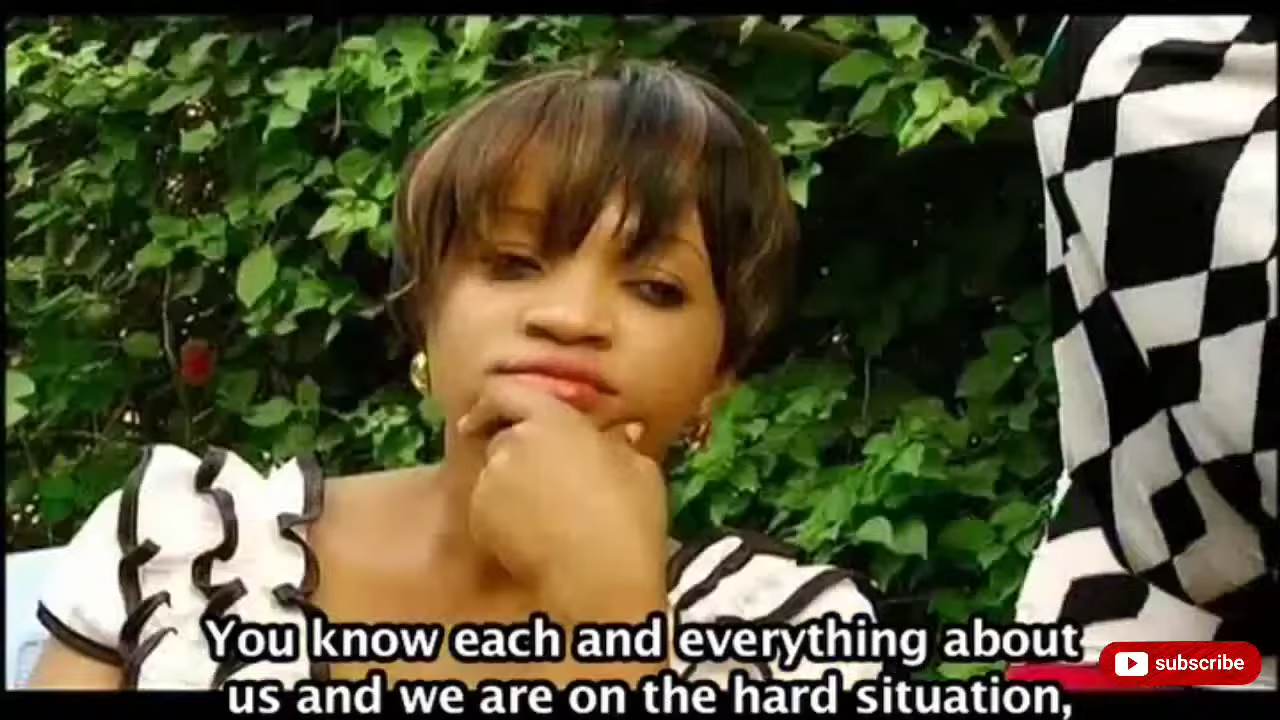 You know each and everything about
us and we are on the hard situation,
subscribe